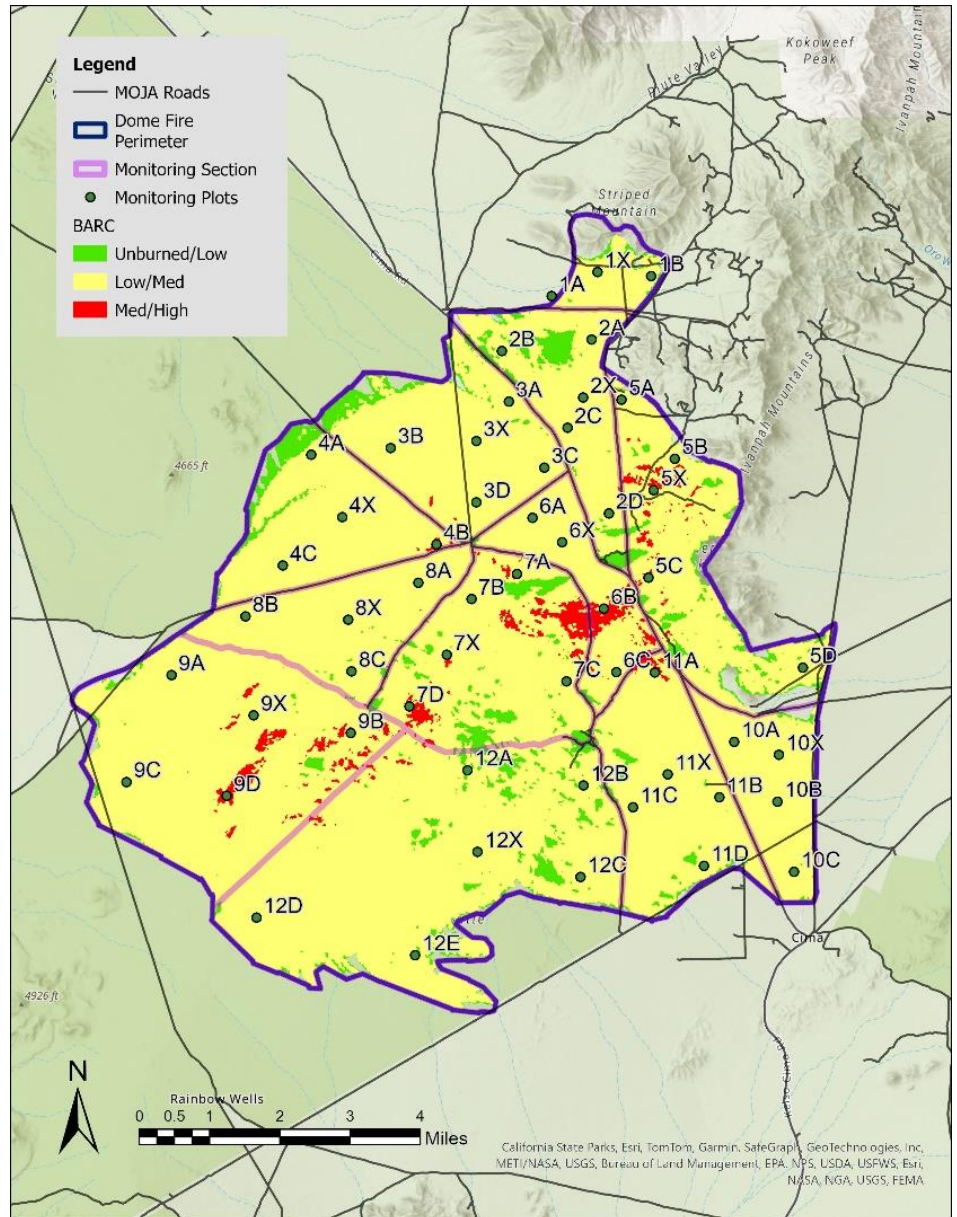 Legend
MOJA Roads
Dome Fire
Perimeter
Monitoring Section
Monitoring Plots
BARC
Unburned/Low
Low/Med
Med/High
Kokoweef
Peak
Piute Valley
Ivanpah Mountain
Striped
Mountain
Cima Rd
Ivanpah Mountains
4665 ft
1X
1B
1A
2A
2B
3A
2X
5A
2C
3X
3B
4A
3C
5B
5X
3D
4X
6A
2D
6X
4B
4C
7A
8A
5C
7B
6B
8B
8X
7X
8C
7C
6C
11A
5D
9A
7D
9X
9B
10A
10X
12A
11X
9C
9D
12B
11B
10B
11C
12X
11D
10C
12C
12D
12E
Cima
4926 ft
N
Rainbow Wells
0 0.5 1 2 3 4
Miles
California State Parks, Esri, TomTom, Garmin, SafeGraph, GeoTechnologies, Inc,
METI/NASA, USGS, Bureau of Land Management, EPA, NPS, USDA, USFWS, Esri,
NASA, NGA, USGS, FEMA